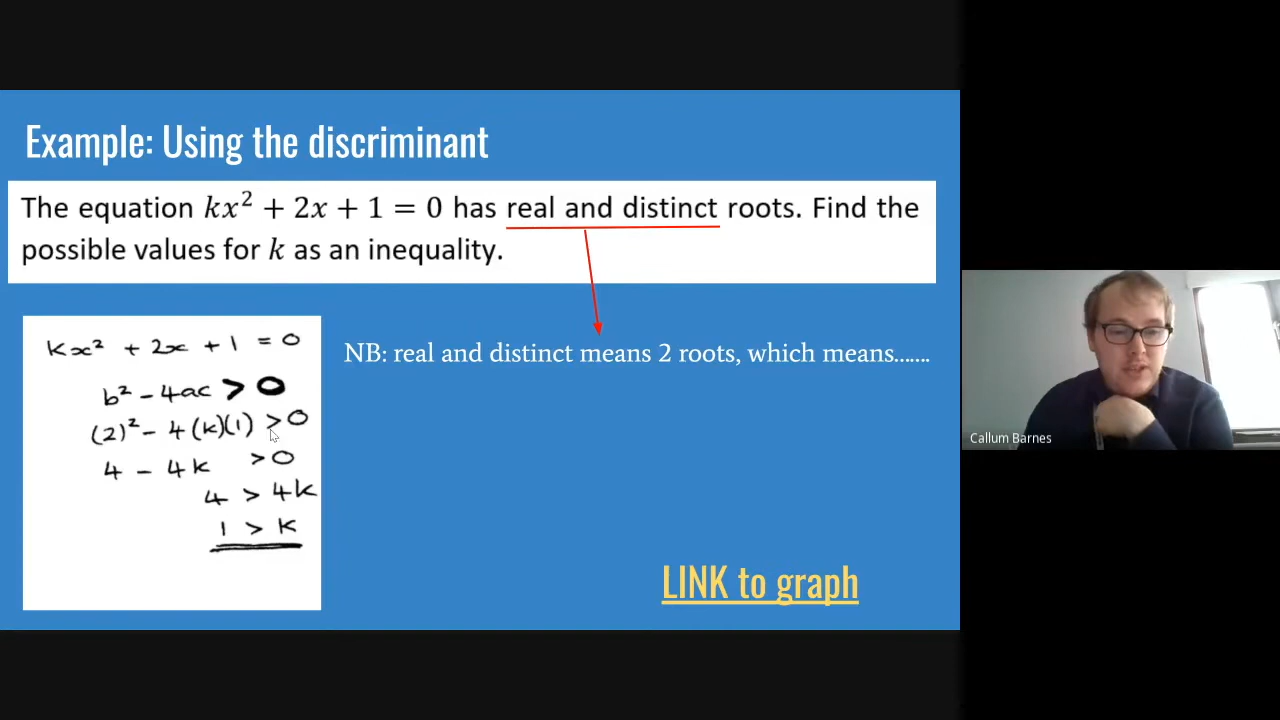 Example: Using the discriminant
The equation kx² + 2x + 1 = 0 has real and distinct roots. Find the
possible values for k as an inequality.
kx² + 2x + 1 = 0
b² - 4ac > 0
(2)² - 4(k)(1) > 0
4 - 4k > 0
4 > 4k
1 > k
NB: real and distinct means 2 roots, which means.......
LINK to graph
Callum Barnes